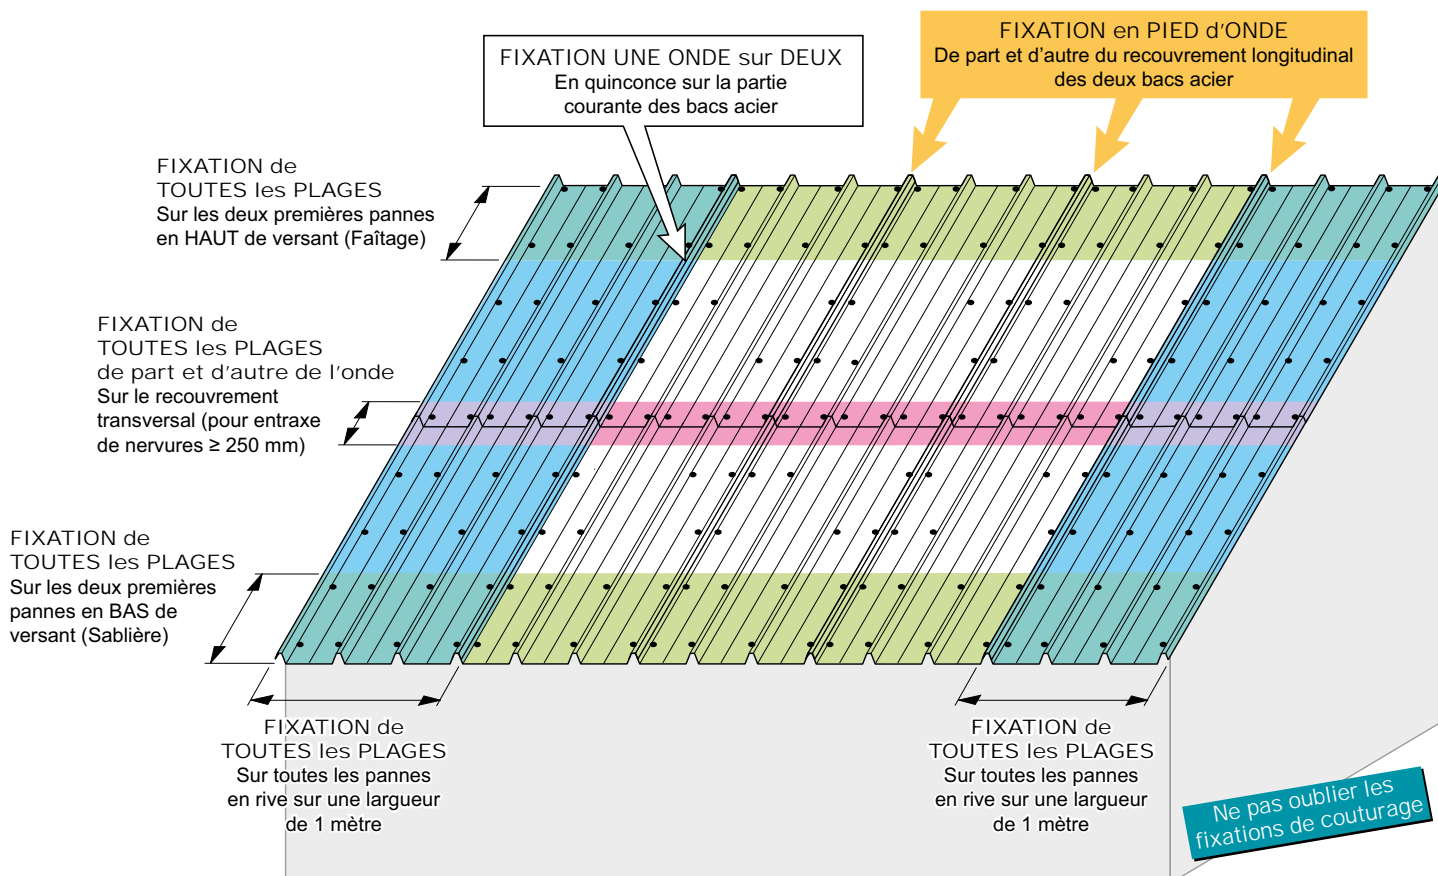 FIXATION UNE ONDE sur DEUX
En quinconce sur la partie
courante des bacs acier
FIXATION en PIED d'ONDE
De part et d'autre du recouvrement longitudinal
des deux bacs acier
FIXATION de
TOUTES les PLAGES
Sur les deux premières pannes
en HAUT de versant (Faîtage)
FIXATION de
TOUTES les PLAGES
de part et d'autre de l'onde
Sur le recouvrement
transversal (pour entraxe
de nervures ≥ 250 mm)
FIXATION de
TOUTES les PLAGES
Sur les deux premières
pannes en BAS de
versant (Sablière)
FIXATION de
TOUTES les PLAGES
Sur toutes les pannes
en rive sur une largueur
de 1 mètre
FIXATION de
TOUTES les PLAGES
Sur toutes les pannes
en rive sur une largueur
de 1 mètre
Ne pas oublier les
fixations de couturage